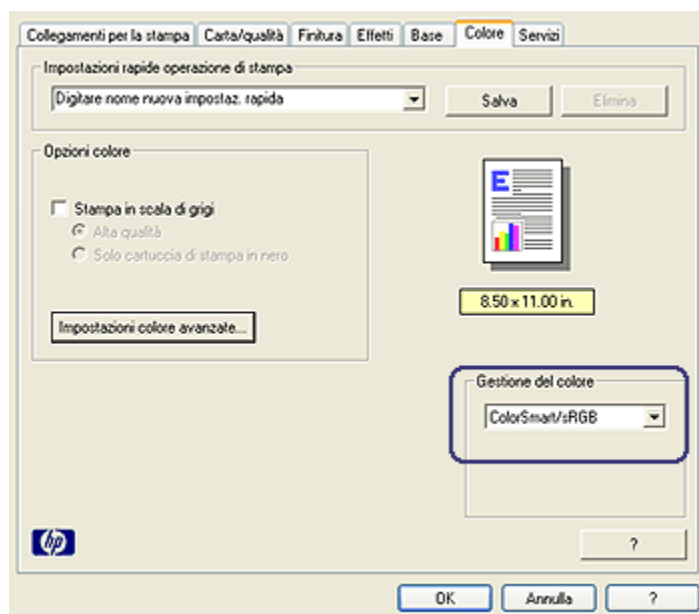 Collegamenti per la stampa Carta/qualità Finitura Effetti Base Colore Servizi
Impostazioni rapide operazione di stampa
Digitare nome nuova impostaz. rapida Salva Elimina
Opzioni colore
Stampa in scala di grigi
Alta qualità
Solo cartuccia di stampa in nero
Impostazioni colore avanzate...
E
8.50 x 11.00 in.
Gestione del colore
ColorSmart/sRGB
hp
?
OK Annulla ?